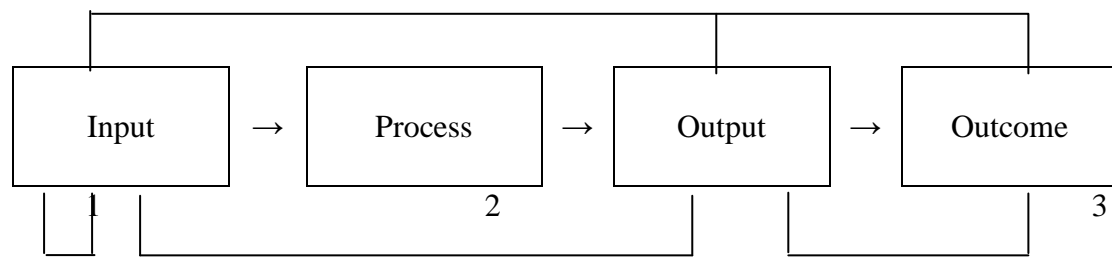 Input → Process → Output → Outcome
1 2 3